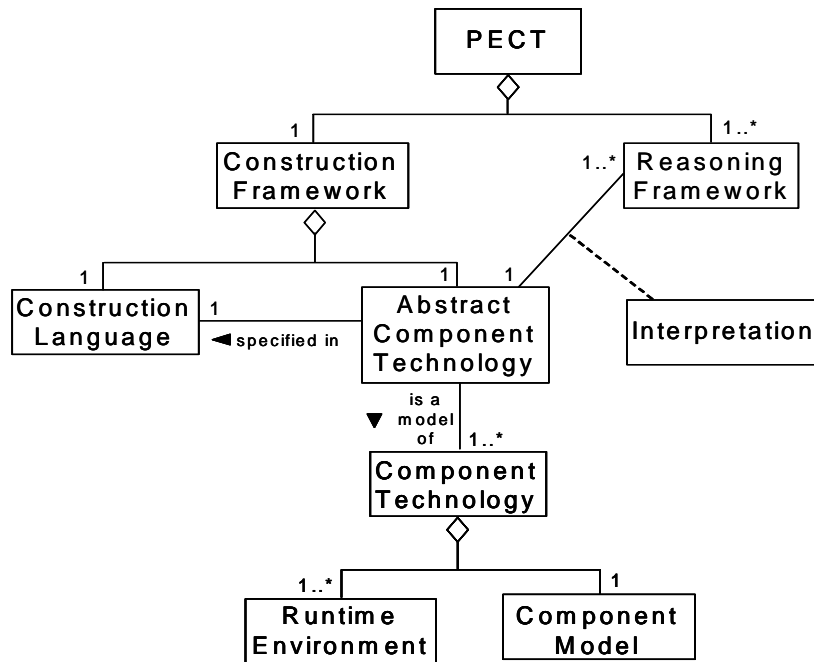 PECT
1
1..*
Construction
Framework
1..*
Reasoning
Framework
1
1
1
Construction
Language
1
specified in
Abstract
Component
Technology
Interpretation
is a
model
of
1..*
Component
Technology
1..*
1
Runtime
Environment
Component
Model